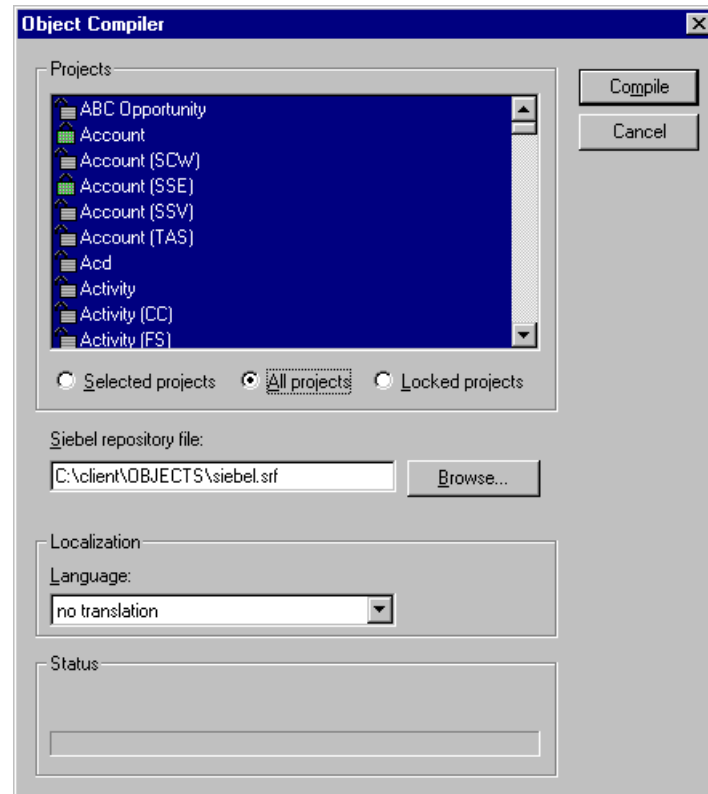 Object Compiler
Projects
ABC Opportunity
Account
Account (SCW)
Account (SSE)
Account (SSV)
Account (TAS)
Acd
Activity
Activity (CC)
Activity (FS)
Selected projects All projects Locked projects
Compile
Cancel
Siebel repository file:
C:\client\OBJECTS\siebel.srf Browse...
Localization
Language:
no translation
Status